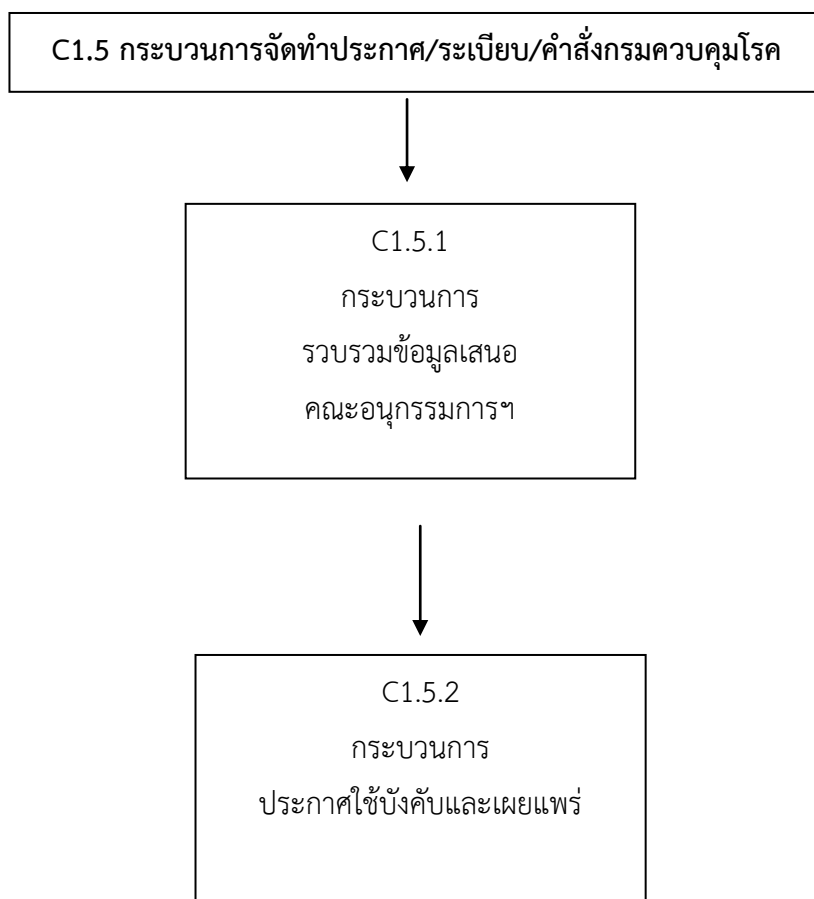 C1.5 กระบวนการจัดทำประกาศ/ระเบียบ/คำสั่งกรมควบคุมโรค
C1.5.1
กระบวนการ
รวบรวมข้อมูลเสนอ
คณะอนุกรรมการฯ
C1.5.2
กระบวนการ
ประกาศใช้บังคับและเผยแพร่